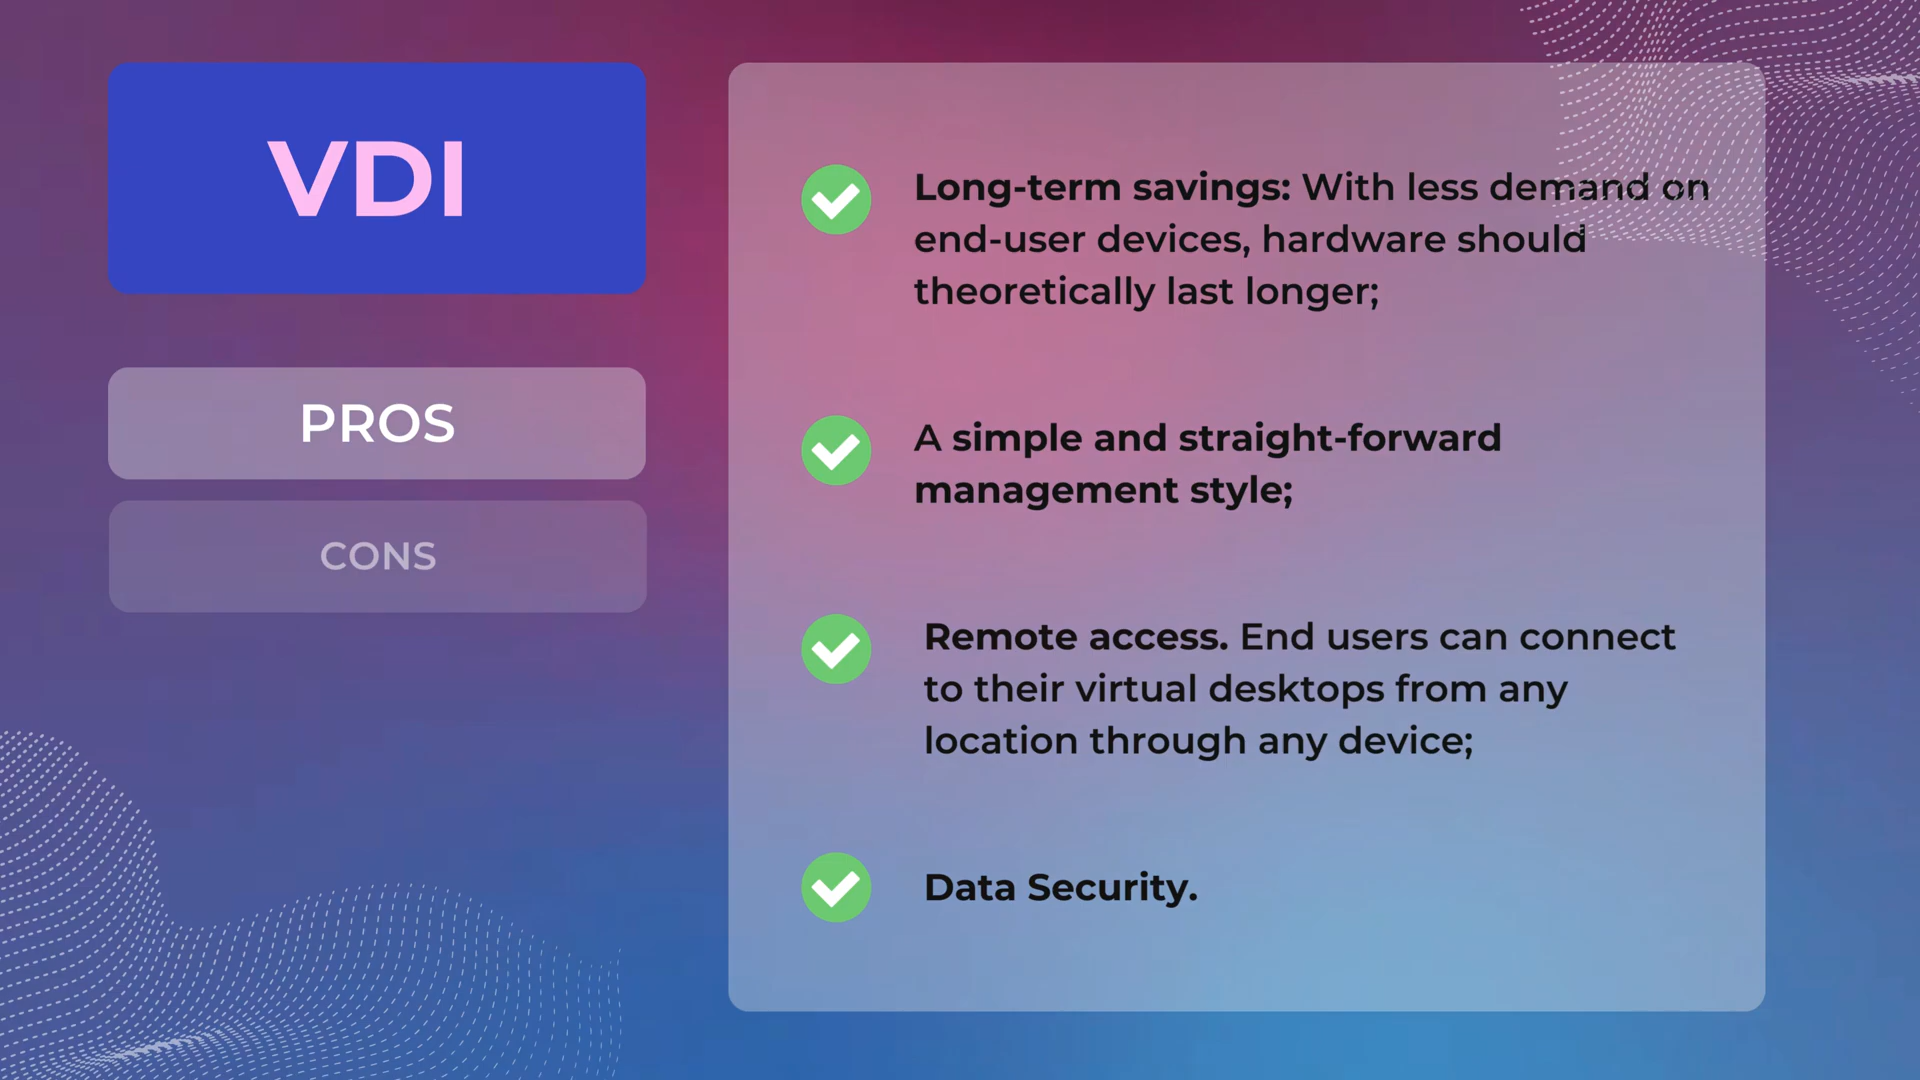 VDI
PROS
CONS
Long-term savings: With less demand on
end-user devices, hardware should
theoretically last longer;
A simple and straight-forward
management style;
Remote access. End users can connect
to their virtual desktops from any
location through any device;
Data Security.